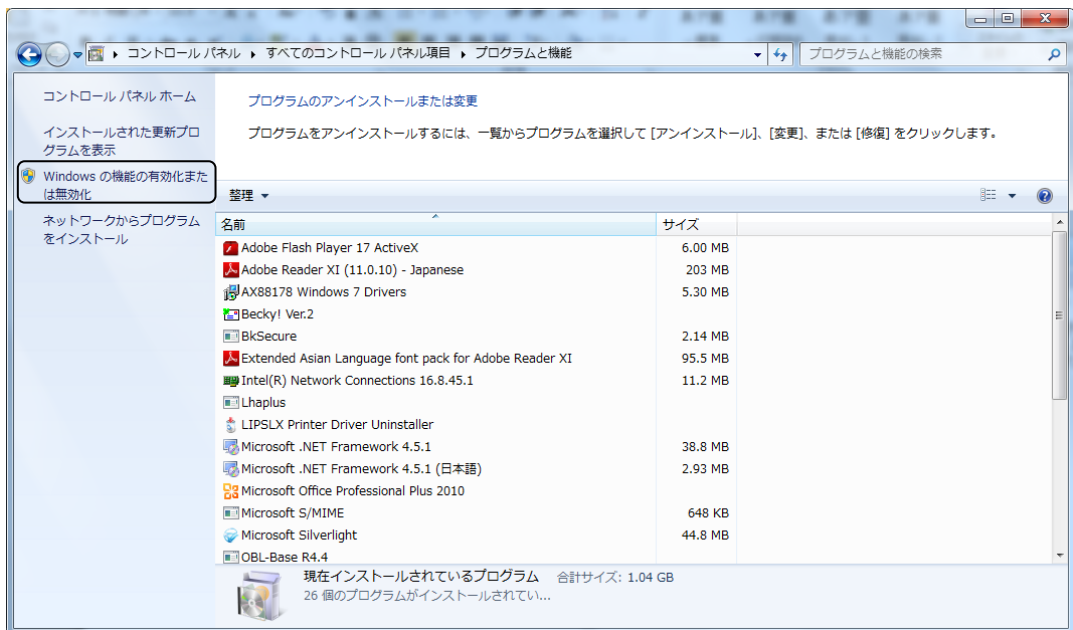 コントロール パネル ▸ すべてのコントロール パネル項目 ▸ プログラムと機能
プログラムと機能の検索
コントロール パネル ホーム
インストールされた更新プロ
グラムを表示
Windows の機能の有効化また
は無効化
ネットワークからプログラム
をインストール
プログラムのアンインストールまたは変更
プログラムをアンインストールするには、一覧からプログラムを選択して [アンインストール]、[変更]、または [修復] をクリックします。
整理
名前 サイズ
Adobe Flash Player 17 ActiveX 6.00 MB
Adobe Reader XI (11.0.10) - Japanese 203 MB
AX88178 Windows 7 Drivers 5.30 MB
Becky! Ver.2
BkSecure 2.14 MB
Extended Asian Language font pack for Adobe Reader XI 95.5 MB
Intel(R) Network Connections 16.8.45.1 11.2 MB
Lhaplus
LIPSLX Printer Driver Uninstaller
Microsoft .NET Framework 4.5.1 38.8 MB
Microsoft .NET Framework 4.5.1 (日本語) 2.93 MB
Microsoft Office Professional Plus 2010
Microsoft S/MIME 648 KB
Microsoft Silverlight 44.8 MB
OBL-Base R4.4
現在インストールされているプログラム 合計サイズ: 1.04 GB
26 個のプログラムがインストールされてい...